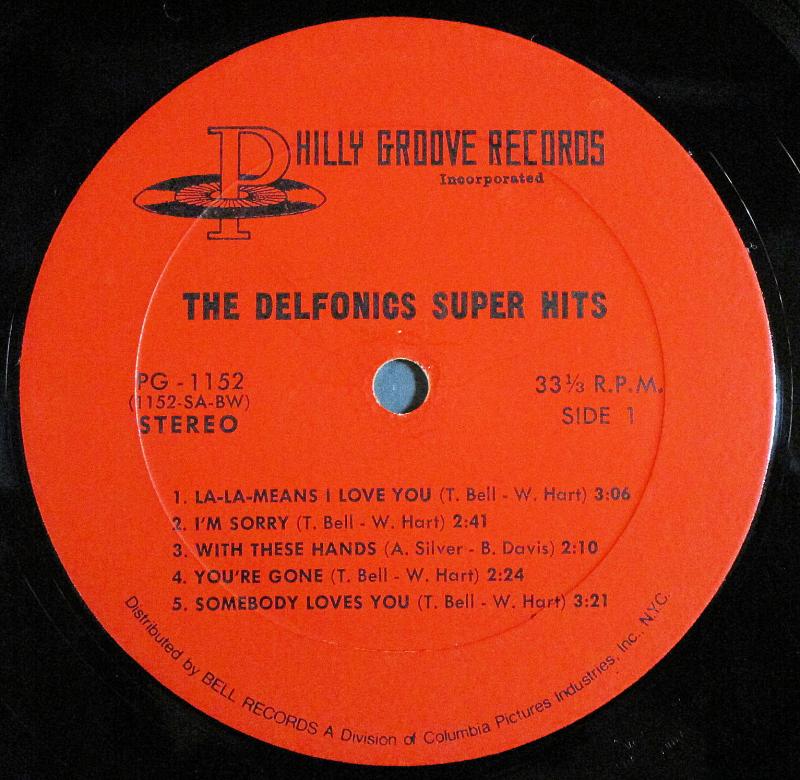 PHILLY GROOVE RECORDS
Incorporated
THE DELFONICS SUPER HITS
PG - 1152
(1152-SA-BW)
STEREO
33⅓ R.P.M.
SIDE 1
1. LA-LA-MEANS I LOVE YOU (T. Bell - W. Hart) 3:06
2. I'M SORRY (T. Bell - W. Hart) 2:41
3. WITH THESE HANDS (A. Silver - B. Davis) 2:10
4. YOU'RE GONE (T. Bell - W. Hart) 2:24
5. SOMEBODY LOVES YOU (T. Bell - W. Hart) 3:21
Distributed by BELL RECORDS A Division of Columbia Pictures Industries, Inc., N.Y.C.